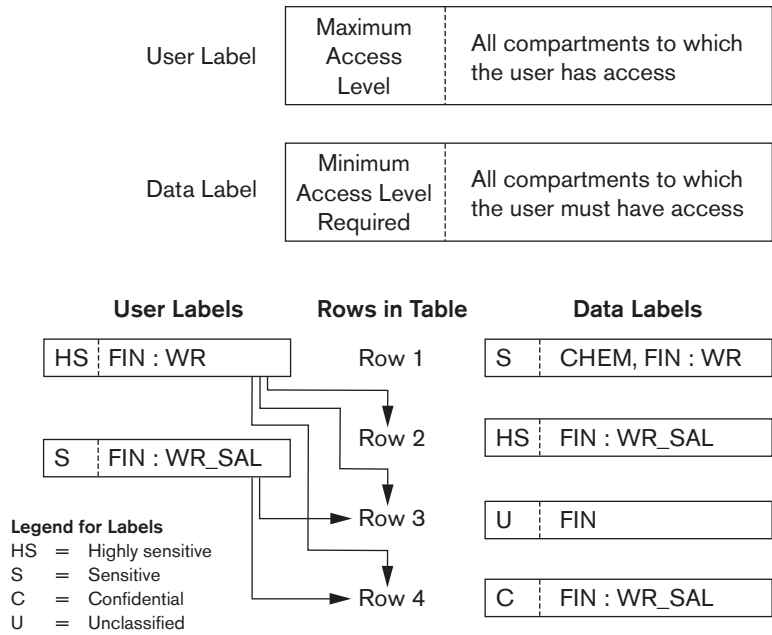 User Label
Maximum
Access
Level
All compartments to which
the user has access
Data Label
Minimum
Access Level
Required
All compartments to which
the user must have access
User Labels
Rows in Table
Data Labels
HS FIN : WR
Row 1
S CHEM, FIN : WR
S FIN : WR_SAL
Row 2
HS FIN : WR_SAL
Row 3
U FIN
Row 4
C FIN : WR_SAL
Legend for Labels
HS = Highly sensitive
S = Sensitive
C = Confidential
U = Unclassified